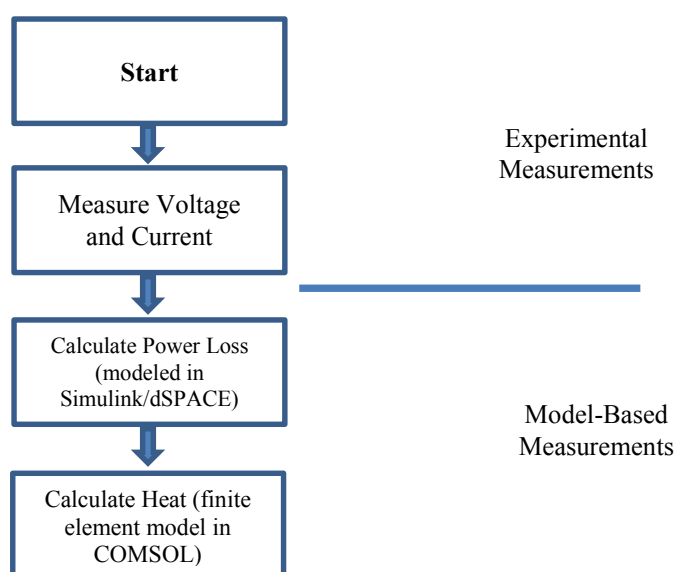 Start
Experimental
Measurements
Measure Voltage
and Current
Calculate Power Loss
(modeled in
Simulink/dSPACE)
Model-Based
Measurements
Calculate Heat (finite
element model in
COMSOL)